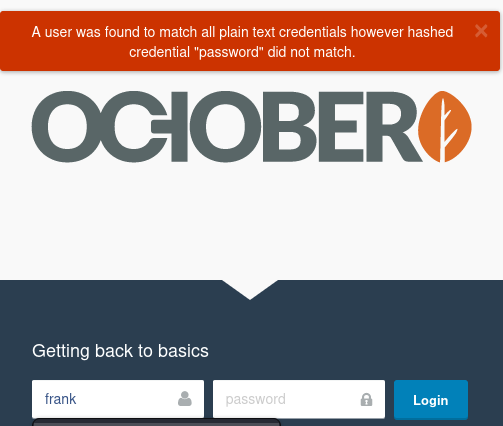 A user was found to match all plain text credentials however hashed
credential "password" did not match.
×
OCTOBER
Getting back to basics
frank
password
Login